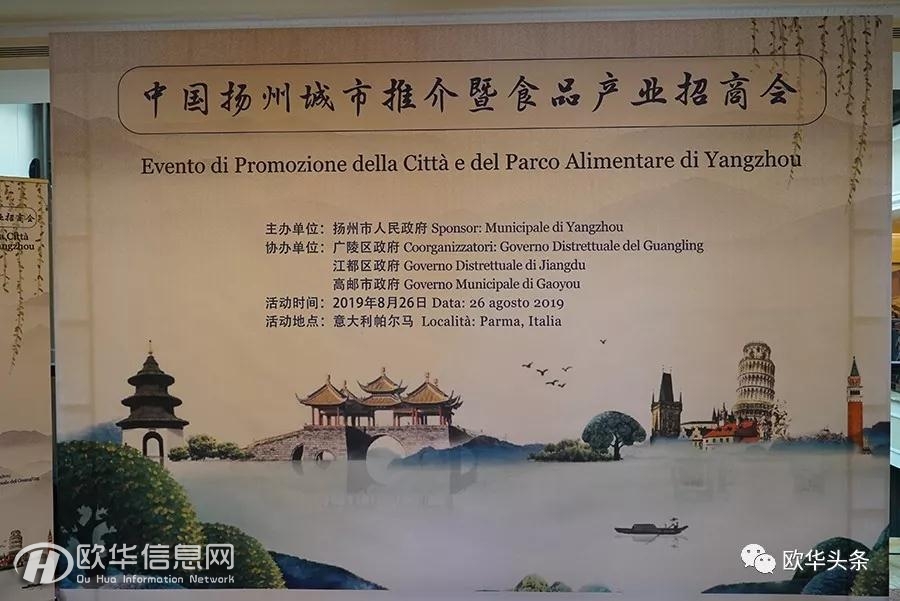 中国扬州城市推介暨食品产业招商会
Evento di Promozione della Città e del Parco Alimentare di Yangzhou
主办单位：扬州市人民政府 Sponsor: Municipale di Yangzhou
协办单位：广陵区政府 Coorganizzatori: Governo Distrettuale del Guangling
江都区政府 Governo Distrettuale di Jiangdu
高邮市政府 Governo Municipale di Gaoyou
活动时间：2019年8月26日 Data: 26 agosto 2019
活动地点：意大利帕尔马 Località: Parma, Italia
业招商会
a Città
angzhou
欧华信息网
Ou Hua Information Network
欧华头条